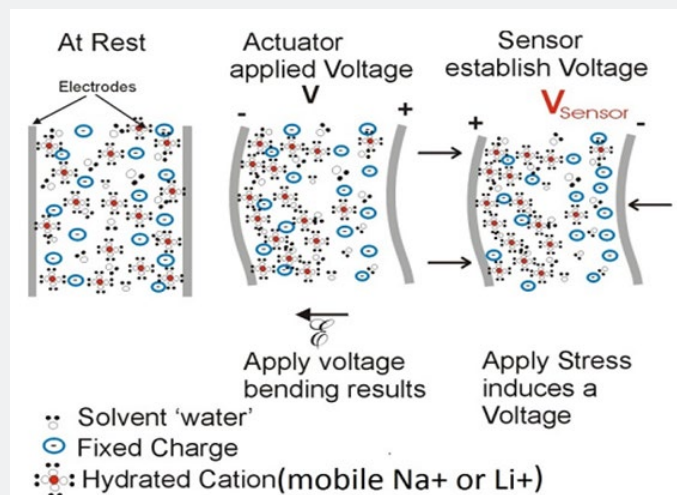 At Rest
Electrodes
Actuator
applied Voltage
V
-
+
Sensor
establish Voltage
VSensor
+
-
ℰ
Apply voltage
bending results
Apply Stress
induces a
Voltage
Solvent 'water'
Fixed Charge
Hydrated Cation(mobile Na+ or Li+)